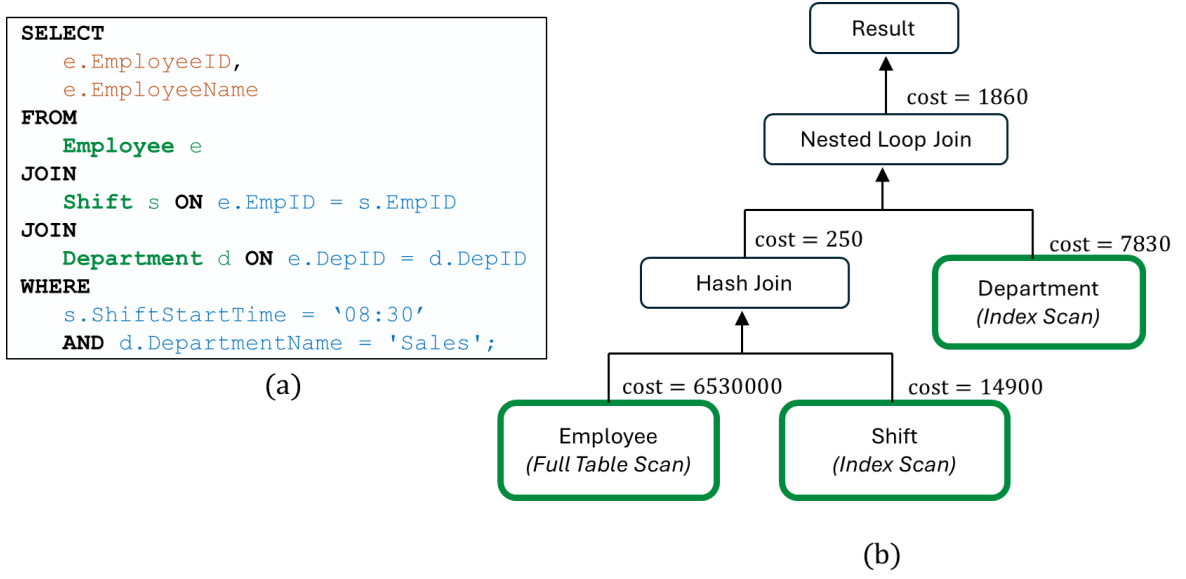 SELECT
e.EmployeeID,
e.EmployeeName
FROM
Employee e
JOIN
Shift s ON e.EmpID = s.EmpID
JOIN
Department d ON e.DepID = d.DepID
WHERE
s.ShiftStartTime = ‘08:30’
AND d.DepartmentName = 'Sales';
(a)
Result
cost = 1860
Nested Loop Join
cost = 250
cost = 7830
Hash Join
Department
(Index Scan)
cost = 6530000
cost = 14900
Employee
(Full Table Scan)
Shift
(Index Scan)
(b)